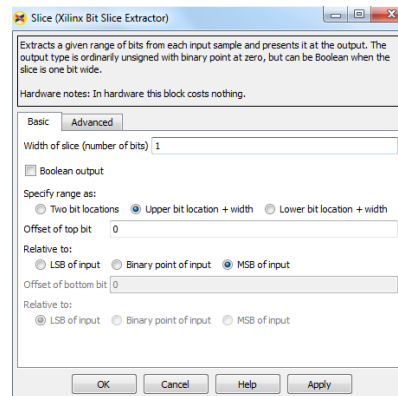 Slice (Xilinx Bit Slice Extractor)
Extracts a given range of bits from each input sample and presents it at the output. The
output type is ordinarily unsigned with binary point at zero, but can be Boolean when the
slice is one bit wide.
Hardware notes: In hardware this block costs nothing.
Basic Advanced
Width of slice (number of bits) 1
Boolean output
Specify range as:
Two bit locations Upper bit location + width Lower bit location + width
Offset of top bit 0
Relative to:
LSB of input Binary point of input MSB of input
Offset of bottom bit 0
Relative to:
LSB of input Binary point of input MSB of input
OK Cancel Help Apply